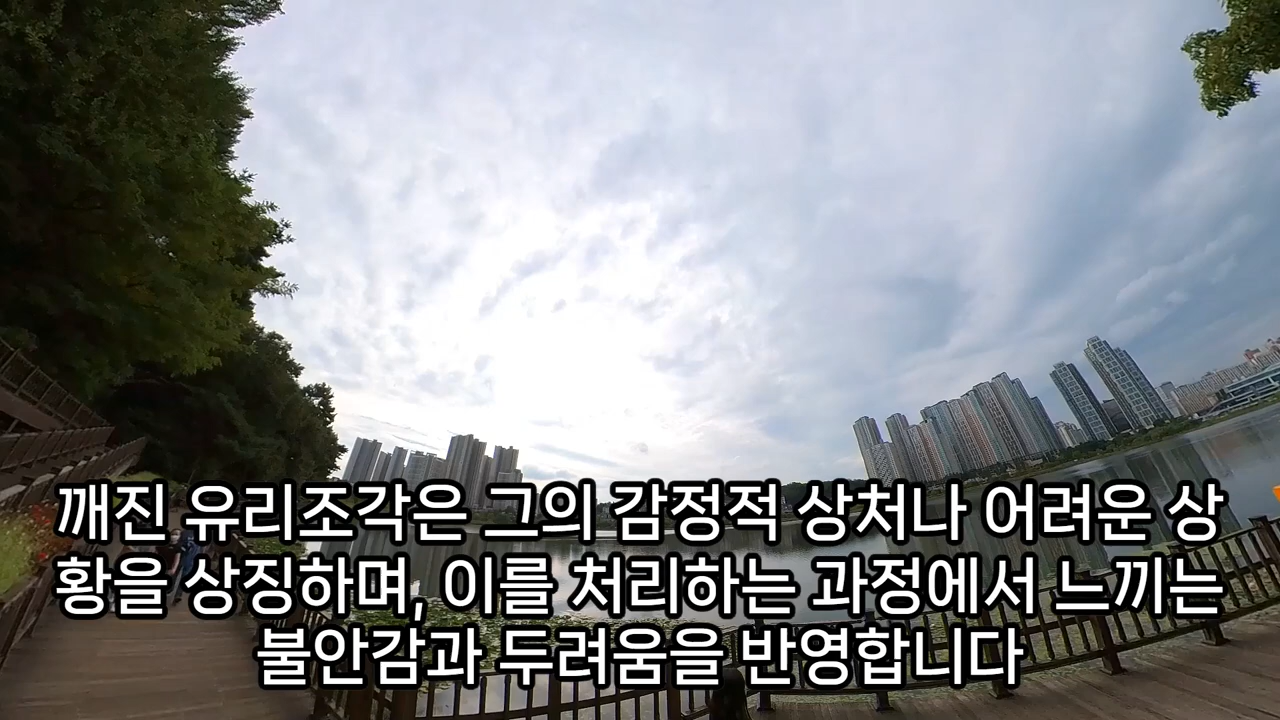 깨진 유리조각은 그의 감정적 상처나 어려운 상
황을 상징하며, 이를 처리하는 과정에서 느끼는
불안감과 두려움을 반영합니다